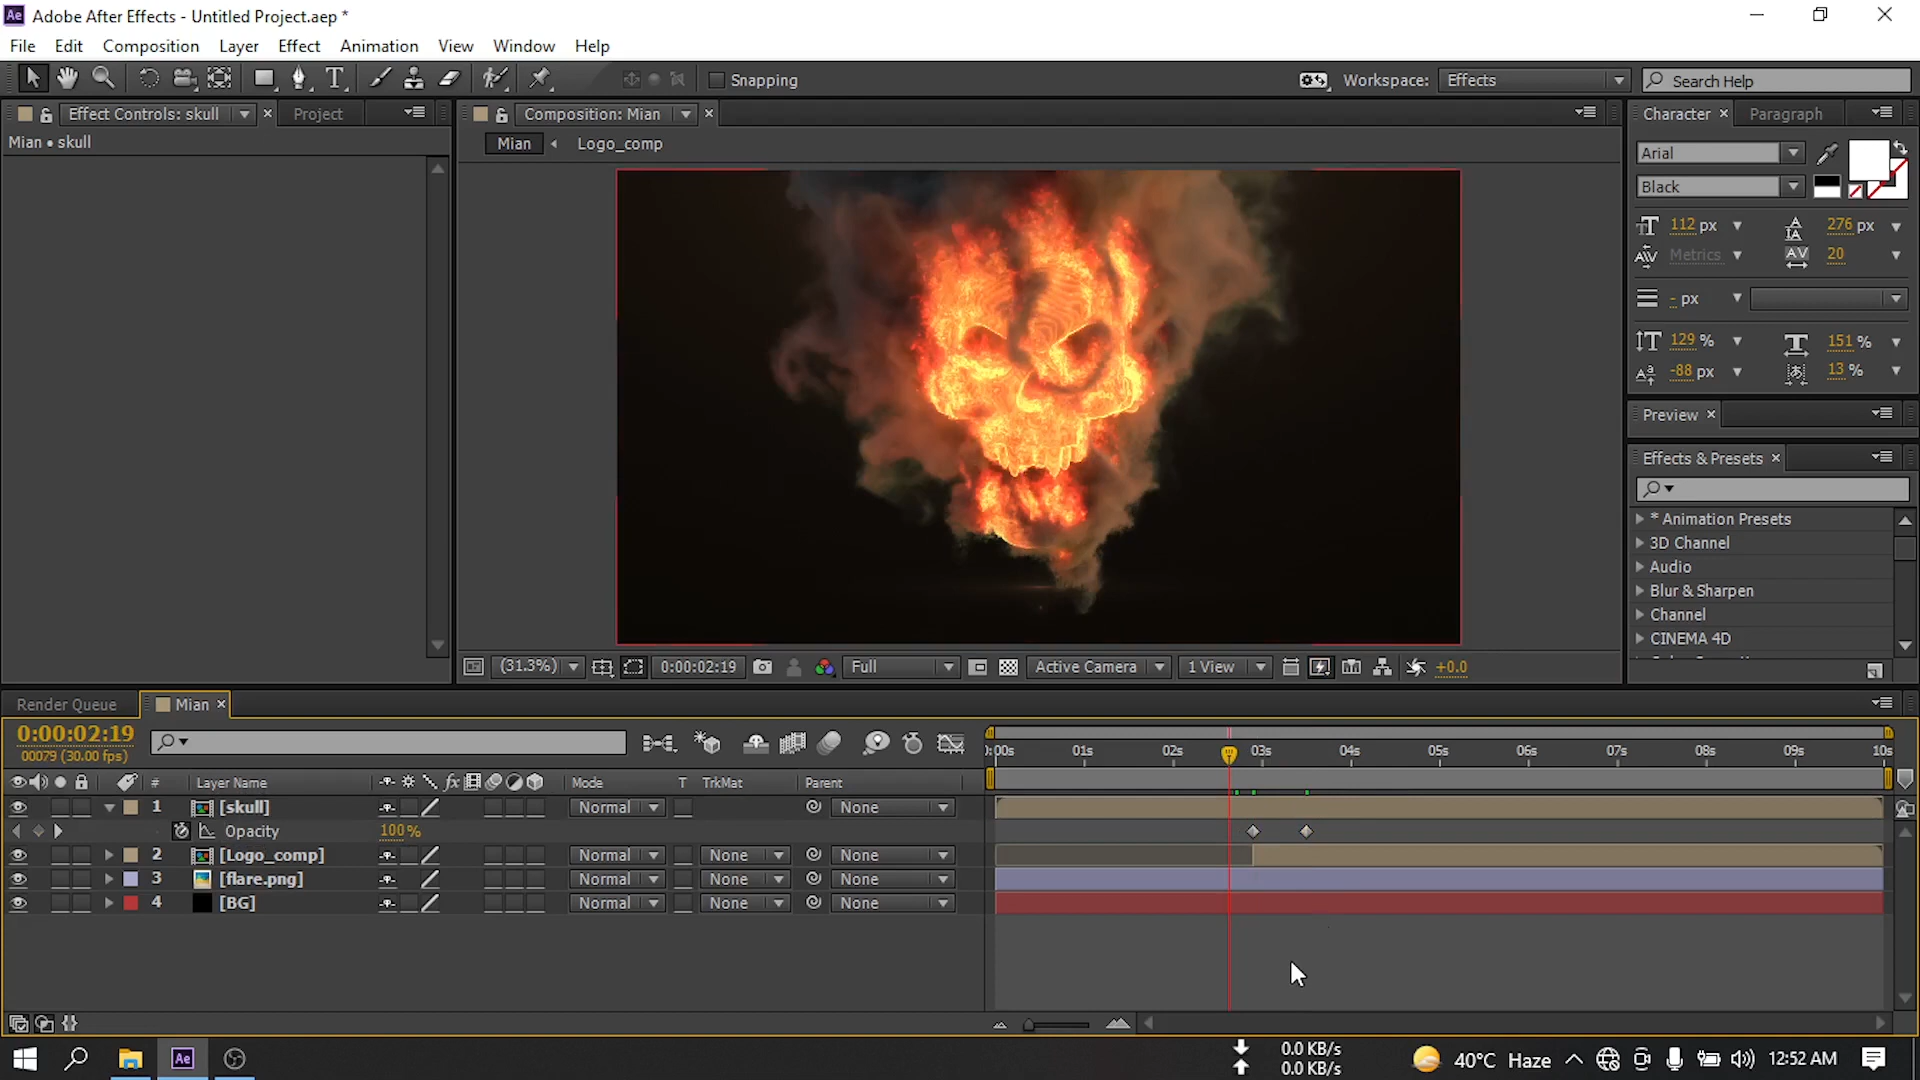 Ae Adobe After Effects - Untitled Project.aep *
File Edit Composition Layer Effect Animation View Window Help
Snapping Workspace: Effects Search Help
Effect Controls: skull Project Composition: Mian Character Paragraph
Mian • skull Mian Logo_comp
Arial
Black
112 px 276 px
Metrics 20
- px
129 % 151 %
-88 px 13 %
Preview
Effects & Presets
* Animation Presets
3D Channel
Audio
Blur & Sharpen
Channel
CINEMA 4D
(31.3%) 0:00:02:19 Full Active Camera 1 View +0.0
Render Queue Mian
0:00:02:19
00079 (30.00 fps)
:00s 01s 02s 03s 04s 05s 06s 07s 08s 09s 10s
# Layer Name fx Mode T TrkMat Parent
1 [skull] Normal None
Opacity 100%
2 [Logo_comp] Normal None None
3 [flare.png] Normal None None
4 [BG] Normal None None
Ae 0.0 KB/s 40°C Haze 12:52 AM
0.0 KB/s